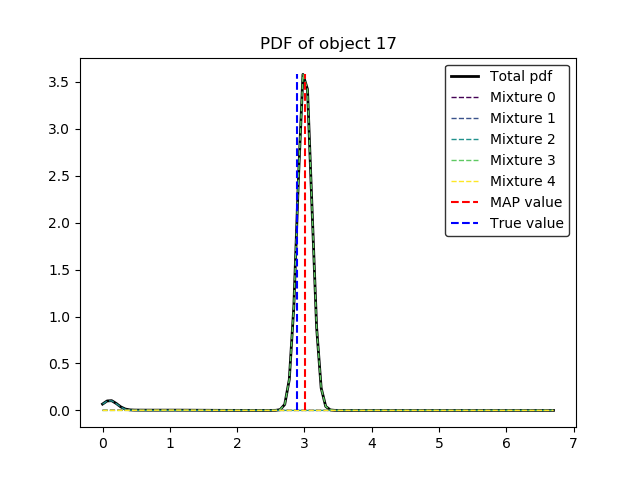 PDF of object 17
3.5
3.0
2.5
2.0
1.5
1.0
0.5
0.0
0 1 2 3 4 5 6 7
Total pdf
Mixture 0
Mixture 1
Mixture 2
Mixture 3
Mixture 4
MAP value
True value